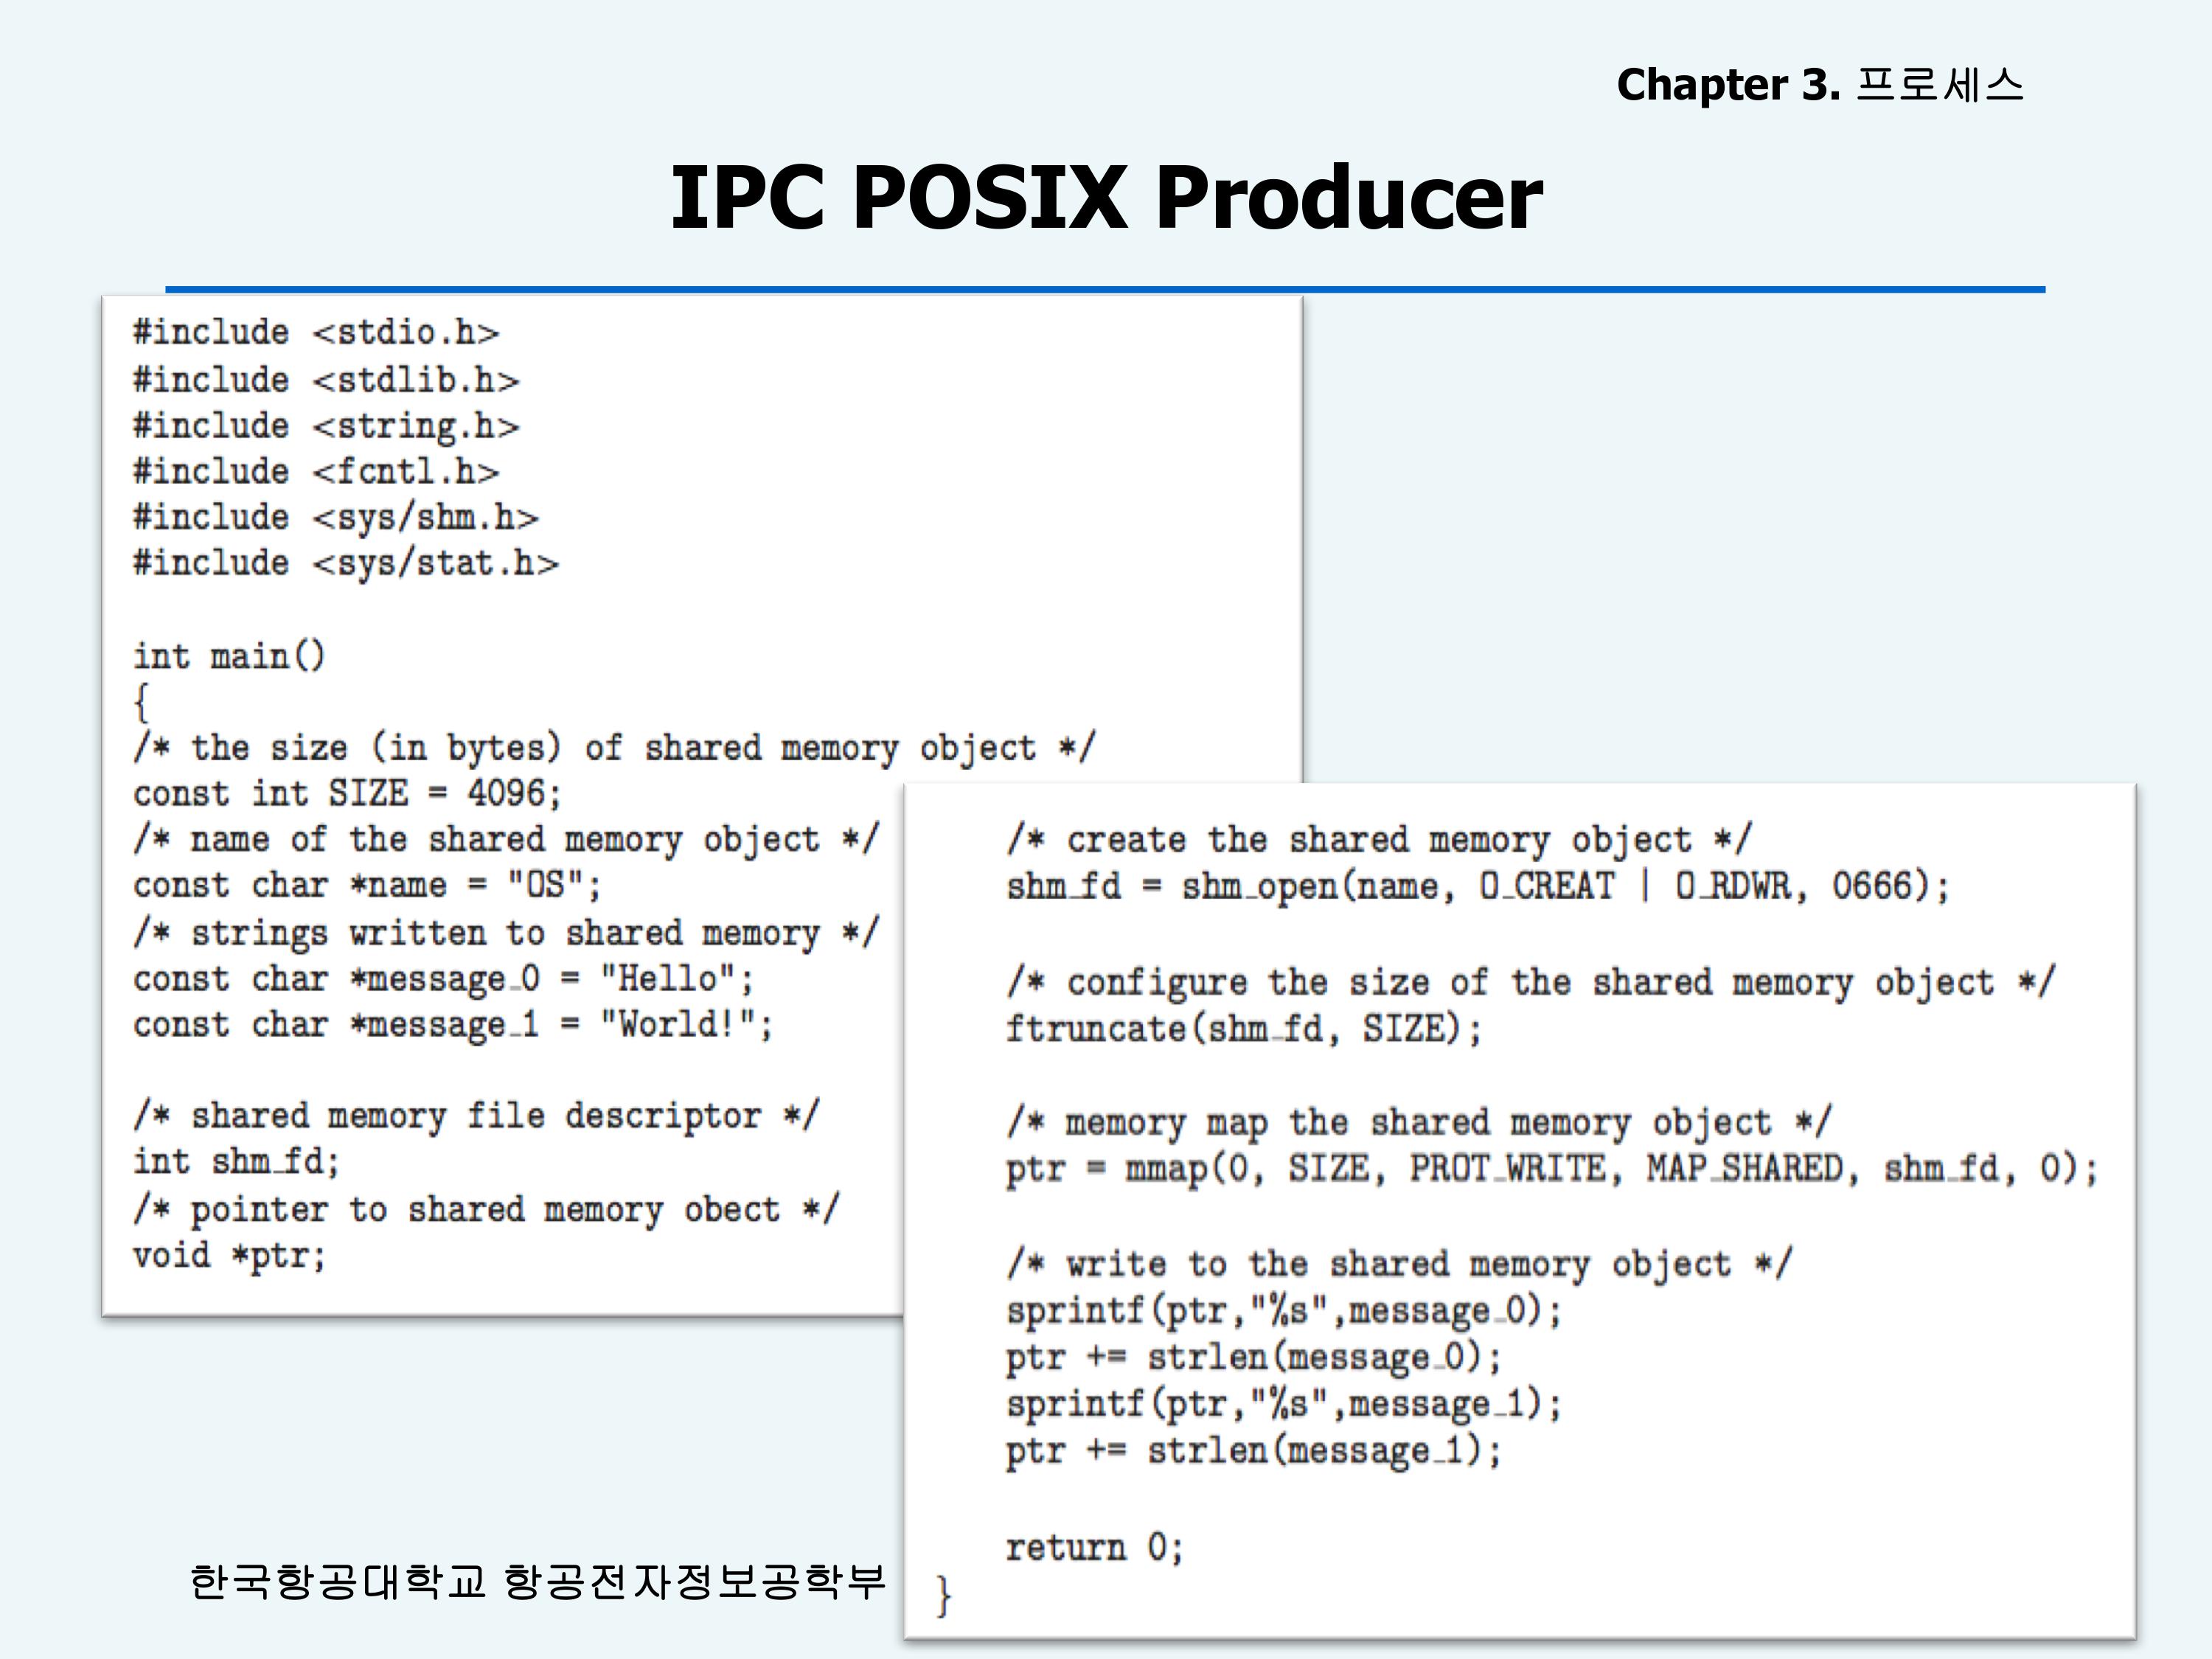 Chapter 3. 프로세스
IPC POSIX Producer
#include <stdio.h>
#include <stdlib.h>
#include <string.h>
#include <fcntl.h>
#include <sys/shm.h>
#include <sys/stat.h>
int main()
{
/* the size (in bytes) of shared memory object */
const int SIZE = 4096;
/* name of the shared memory object */
const char *name = "OS";
/* strings written to shared memory */
const char *message_0 = "Hello";
const char *message_1 = "World!";
/* shared memory file descriptor */
int shm_fd;
/* pointer to shared memory obect */
void *ptr;
/* create the shared memory object */
shm_fd = shm_open(name, O_CREAT | O_RDWR, 0666);
/* configure the size of the shared memory object */
ftruncate(shm_fd, SIZE);
/* memory map the shared memory object */
ptr = mmap(0, SIZE, PROT_WRITE, MAP_SHARED, shm_fd, 0);
/* write to the shared memory object */
sprintf(ptr,"%s",message_0);
ptr += strlen(message_0);
sprintf(ptr,"%s",message_1);
ptr += strlen(message_1);
return 0;
}
한국항공대학교 항공전자정보공학부